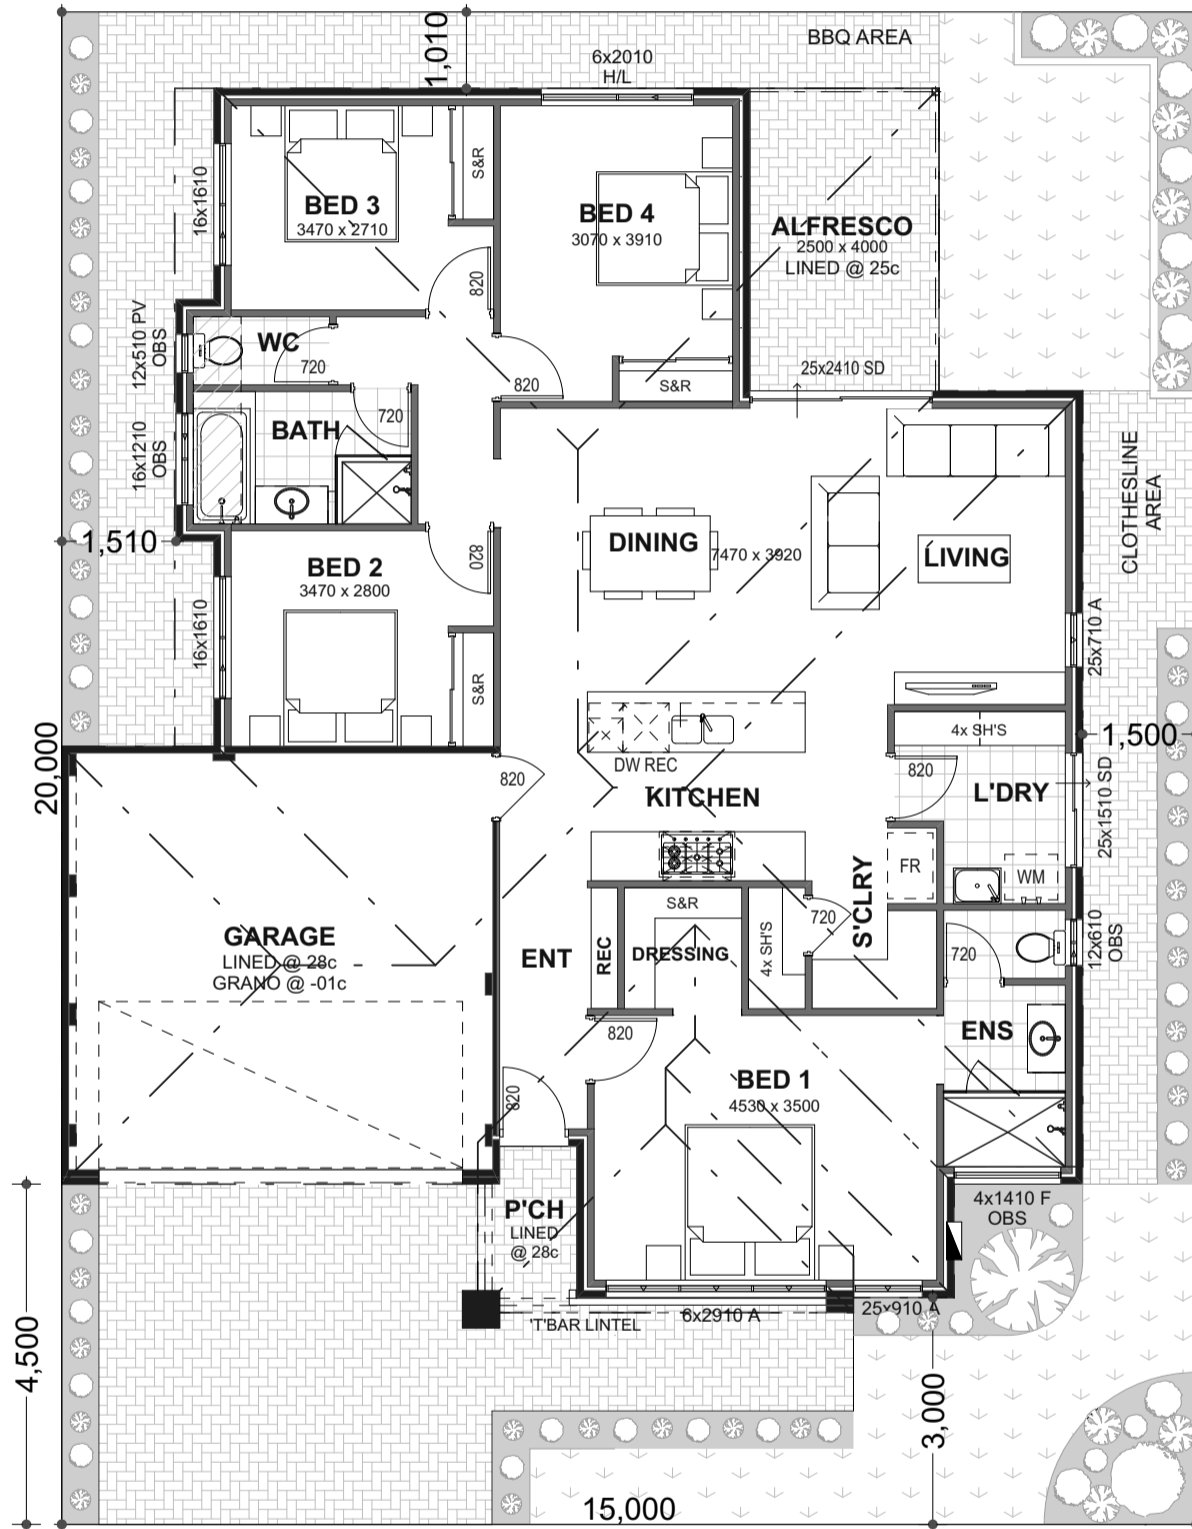 BBQ AREA
1,010
6x2010
H/L
16x1610
BED 3
3470 x 2710
S&R
820
BED 4
3070 x 3910
S&R
820
ALFRESCO
2500 x 4000
LINED @ 25c
25x2410 SD
12x510 PV
OBS
WC
720
16x1210
OBS
BATH
720
1,510
BED 2
3470 x 2800
820
16x1610
S&R
DINING
7470 x 3920
LIVING
CLOTHESLINE
AREA
25x710 A
20,000
820
DW REC
KITCHEN
4x SH'S
820
L'DRY
1,500
25x1510 SD
FR
WM
S'CLRY
720
4x SH'S
S&R
DRESSING
REC
ENT
GARAGE
LINED @ 28c
GRANO @ -01c
12x610
OBS
720
ENS
820
820
BED 1
4530 x 3500
P'CH
LINED
@ 28c
4x1410 F
OBS
'T'BAR LINTEL
6x2910 A
25x910 A
4,500
3,000
15,000